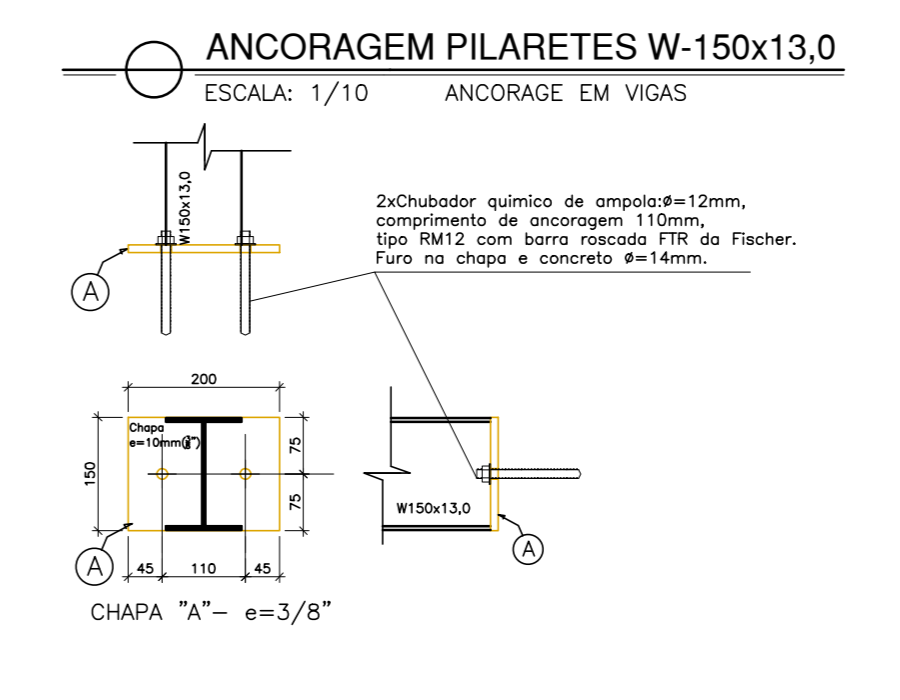 ANCORAGEM PILARETES W-150x13,0
ESCALA: 1/10 ANCORAGE EM VIGAS
W150x13,0
2xChubador quimico de ampola:ø=12mm,
comprimento de ancoragem 110mm,
tipo RM12 com barra roscada FTR da Fischer.
Furo na chapa e concreto ø=14mm.
A
200
Chapa
e=10mm(⅜")
150
75
75
W150x13,0
A
A
45 110 45
CHAPA "A"– e=3/8"